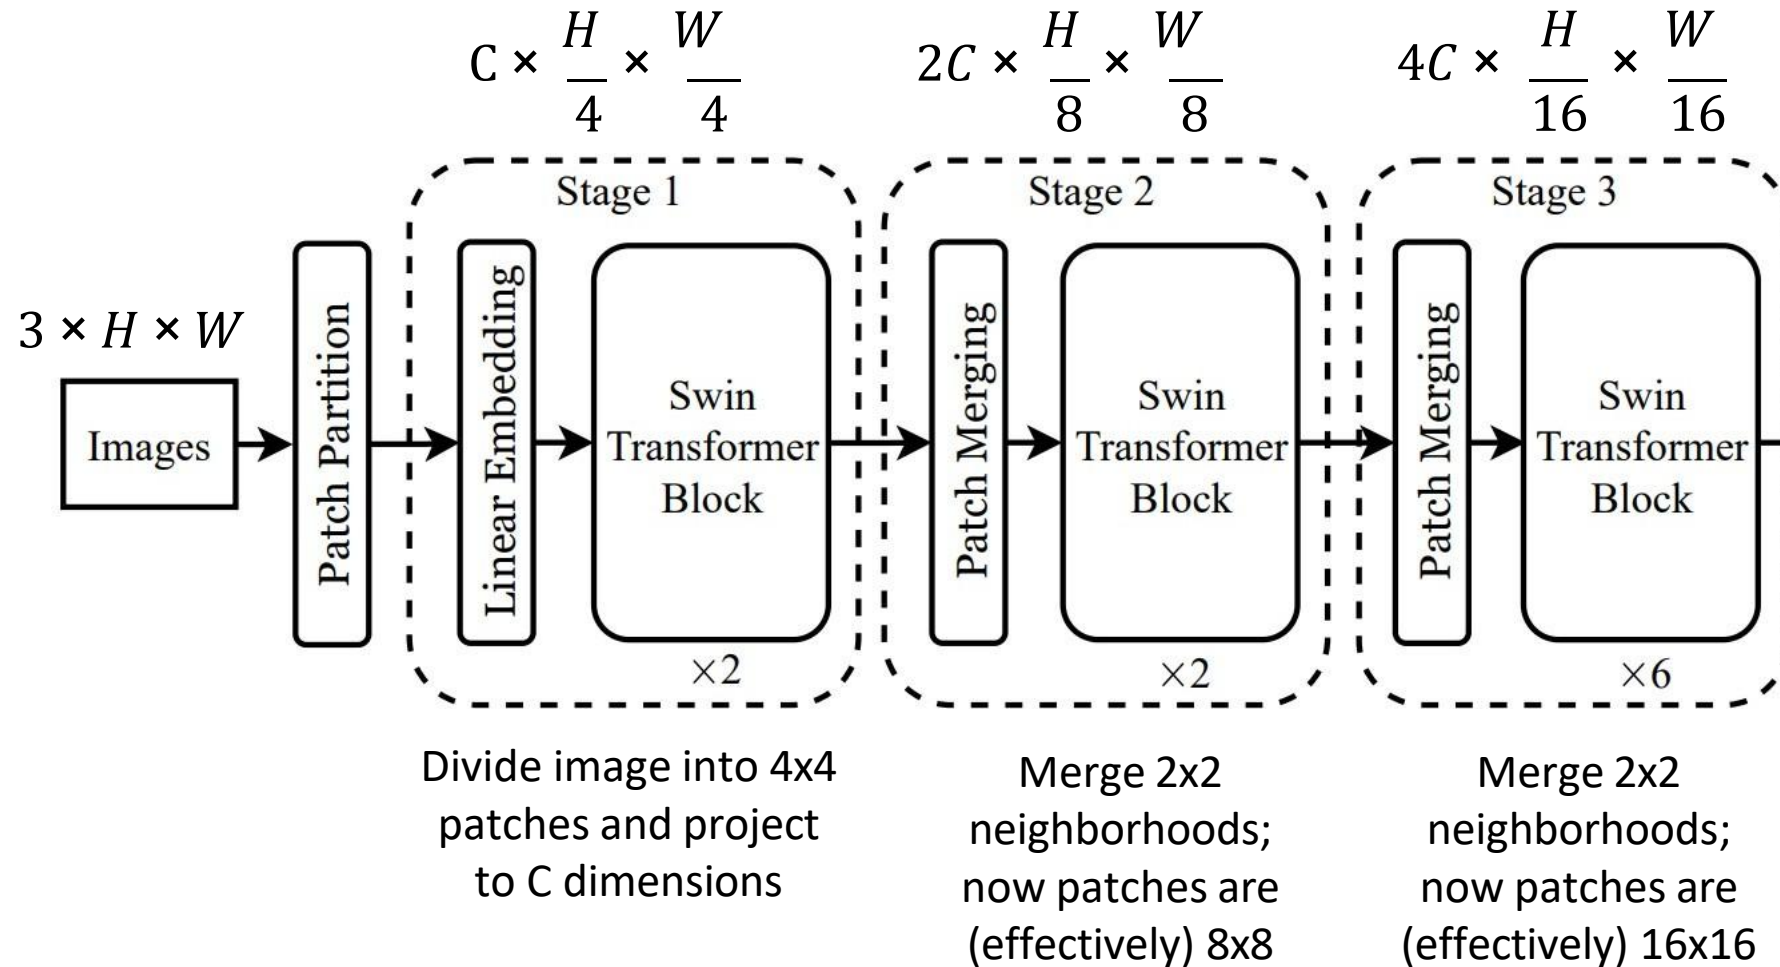 C × H/4 × W/4
2C × H/8 × W/8
4C × H/16 × W/16
3 × H × W
Images
Patch Partition
Stage 1
Linear Embedding
Swin
Transformer
Block
×2
Stage 2
Patch Merging
Swin
Transformer
Block
×2
Stage 3
Patch Merging
Swin
Transformer
Block
×6
Divide image into 4x4
patches and project
to C dimensions
Merge 2x2
neighborhoods;
now patches are
(effectively) 8x8
Merge 2x2
neighborhoods;
now patches are
(effectively) 16x16